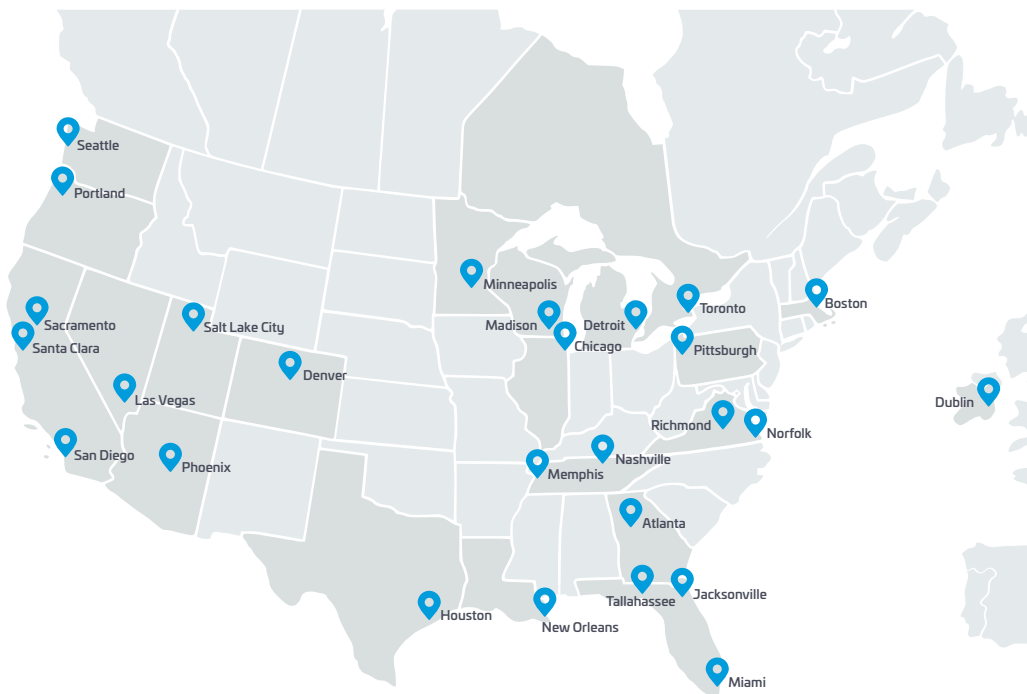 Seattle
Portland
Minneapolis
Boston
Toronto
Sacramento
Salt Lake City
Madison
Detroit
Santa Clara
Chicago
Pittsburgh
Denver
Las Vegas
Dublin
Richmond
Norfolk
San Diego
Phoenix
Nashville
Memphis
Atlanta
Jacksonville
Tallahassee
Houston
New Orleans
Miami